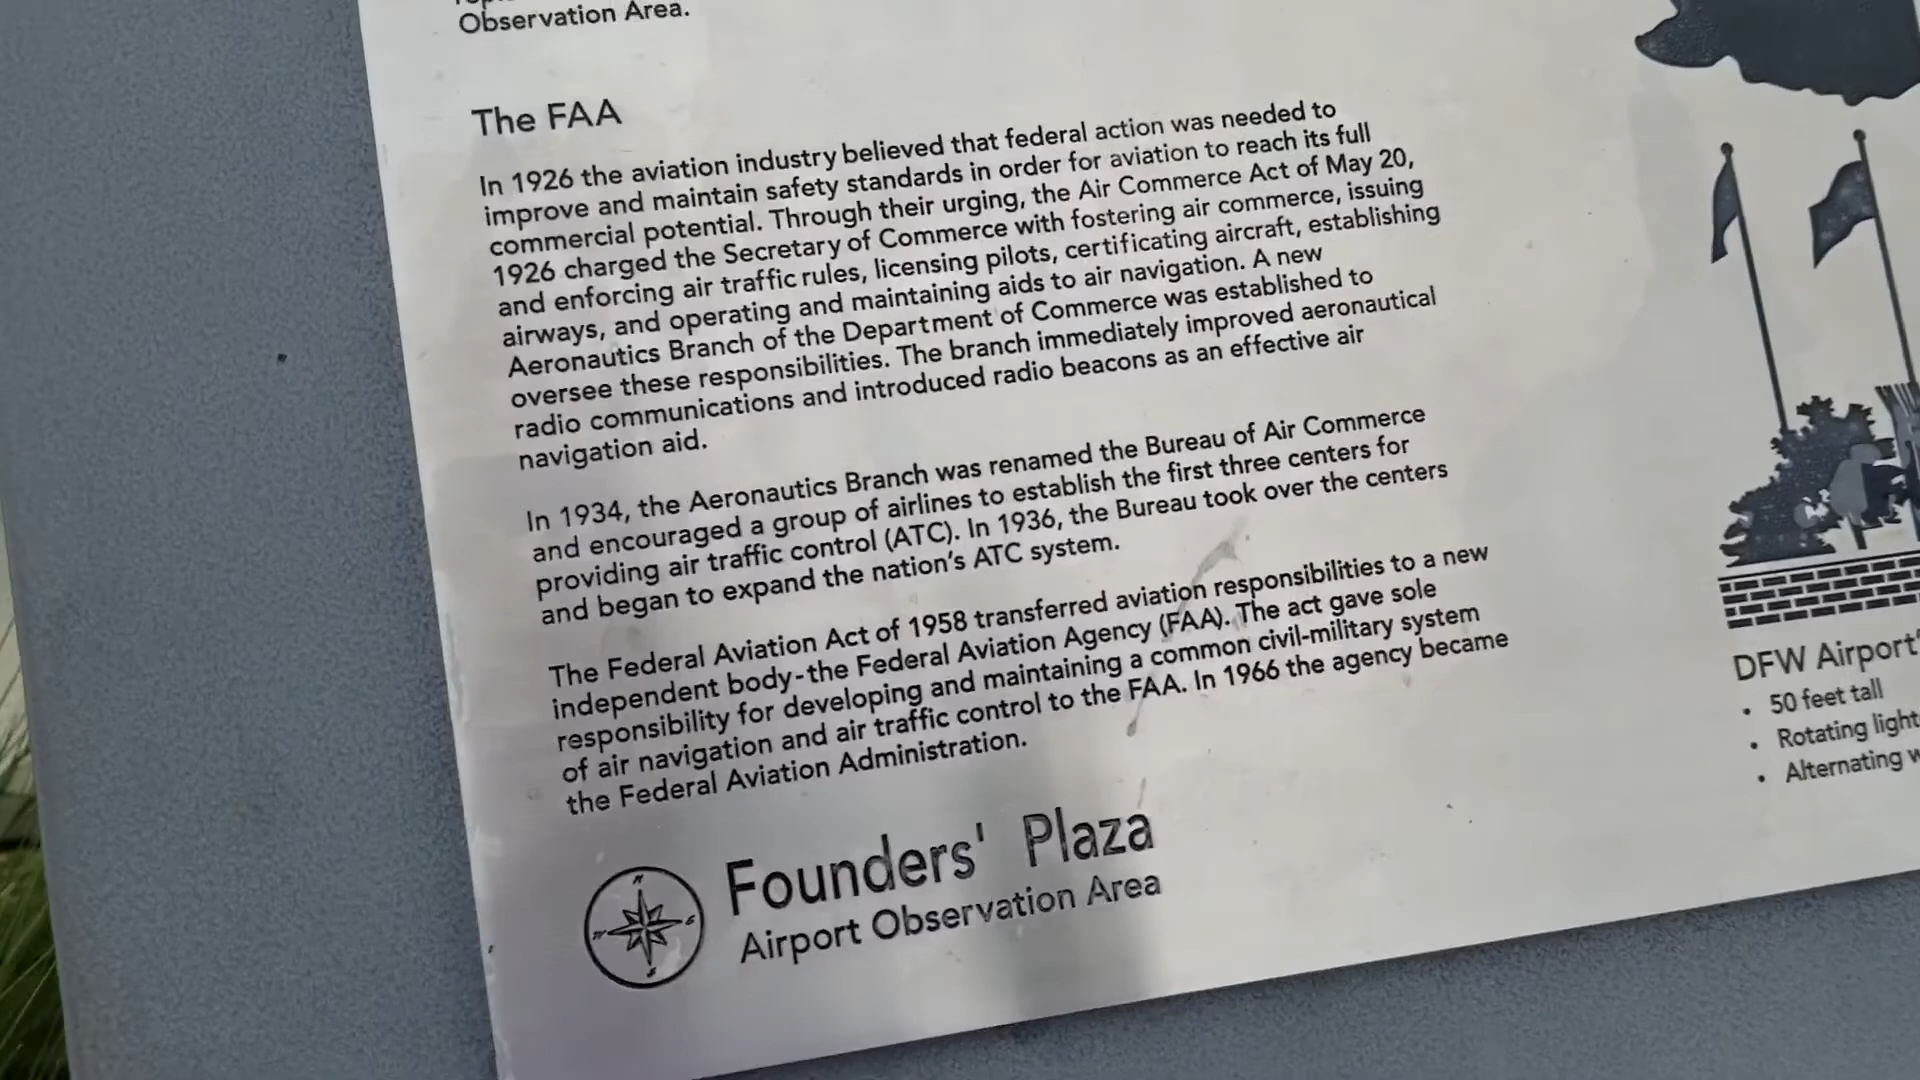 Observation Area.
The FAA
In 1926 the aviation industry believed that federal action was needed to
improve and maintain safety standards in order for aviation to reach its full
commercial potential. Through their urging, the Air Commerce Act of May 20,
1926 charged the Secretary of Commerce with fostering air commerce, issuing
and enforcing air traffic rules, licensing pilots, certificating aircraft, establishing
airways, and operating and maintaining aids to air navigation. A new
Aeronautics Branch of the Department of Commerce was established to
oversee these responsibilities. The branch immediately improved aeronautical
radio communications and introduced radio beacons as an effective air
navigation aid.
In 1934, the Aeronautics Branch was renamed the Bureau of Air Commerce
and encouraged a group of airlines to establish the first three centers for
providing air traffic control (ATC). In 1936, the Bureau took over the centers
and began to expand the nation's ATC system.
The Federal Aviation Act of 1958 transferred aviation responsibilities to a new
independent body-the Federal Aviation Agency (FAA). The act gave sole
responsibility for developing and maintaining a common civil-military system
of air navigation and air traffic control to the FAA. In 1966 the agency became
the Federal Aviation Administration.
Founders' Plaza
Airport Observation Area
DFW Airport'
• 50 feet tall
• Rotating light
• Alternating w